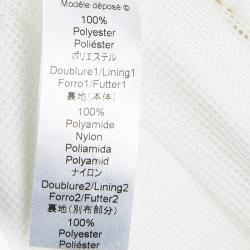 Modèle déposé ©
100%
Polyester
Poliéster
ポリエステル
Doublure1/Lining1
Forro1/Futter1
裏地(本体)
100%
Polyamide
Nylon
Poliamida
Polyamid
ナイロン
Doublure2/Lining2
Forro2/Futter2
裏地(別布部分)
100%
Polyester
Poliéster